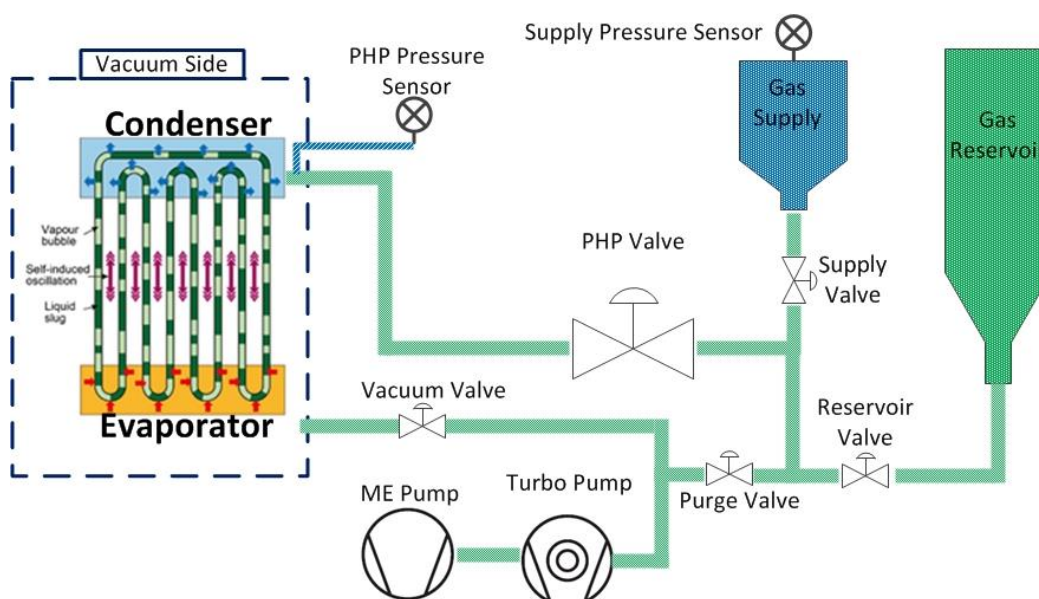 Vacuum Side
PHP Pressure
Sensor
Supply Pressure Sensor
Condenser
Gas
Supply
Gas
Reservoir
Vapour
bubble
Self-induced
oscillation
Liquid
slug
PHP Valve
Supply
Valve
Evaporator
Vacuum Valve
Reservoir
Valve
ME Pump
Turbo Pump
Purge Valve